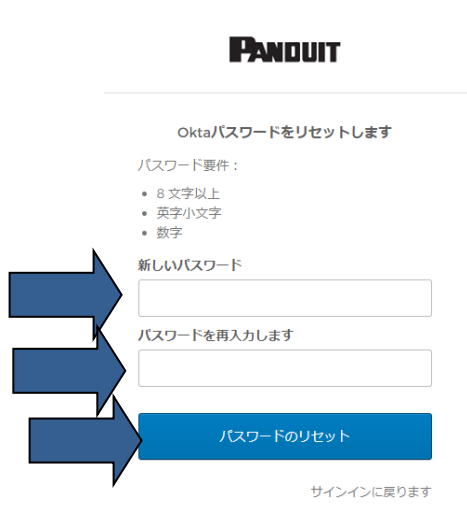 PANDUIT
Oktaパスワードをリセットします
パスワード要件：
• 8 文字以上
• 英字小文字
• 数字
新しいパスワード
パスワードを再入力します
パスワードのリセット
サインインに戻ります